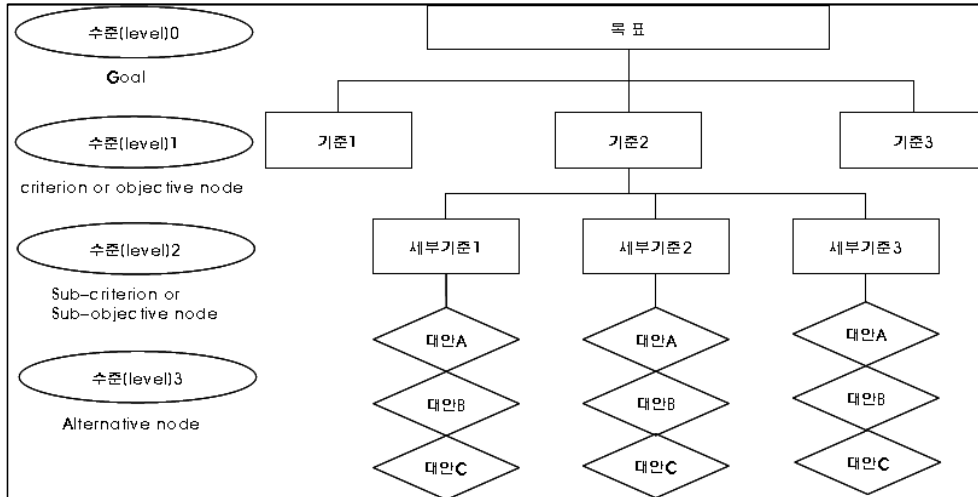 수준(level)0
목 표
Goal
수준(level)1
기준1
기준2
기준3
criterion or objective node
수준(level)2
세부기준1
세부기준2
세부기준3
Sub-criterion or
Sub-objective node
수준(level)3
Alternative node
대안A
대안B
대안C
대안A
대안B
대안C
대안A
대안B
대안C